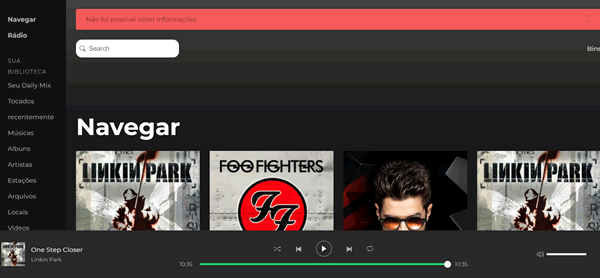 Navegar
Rádio
SUA
BIBLIOTECA
Seu Daily Mix
Tocados
recentemente
Músicas
Albuns
Artistas
Estações
Arquivos
Locais
Vídeos
Não foi possível obter informações
Search
Bins
Navegar
LINKIN PARK
FOO FIGHTERS
FF
LINKIN PARK
One Step Closer
Linkin Park
10:35
10:35